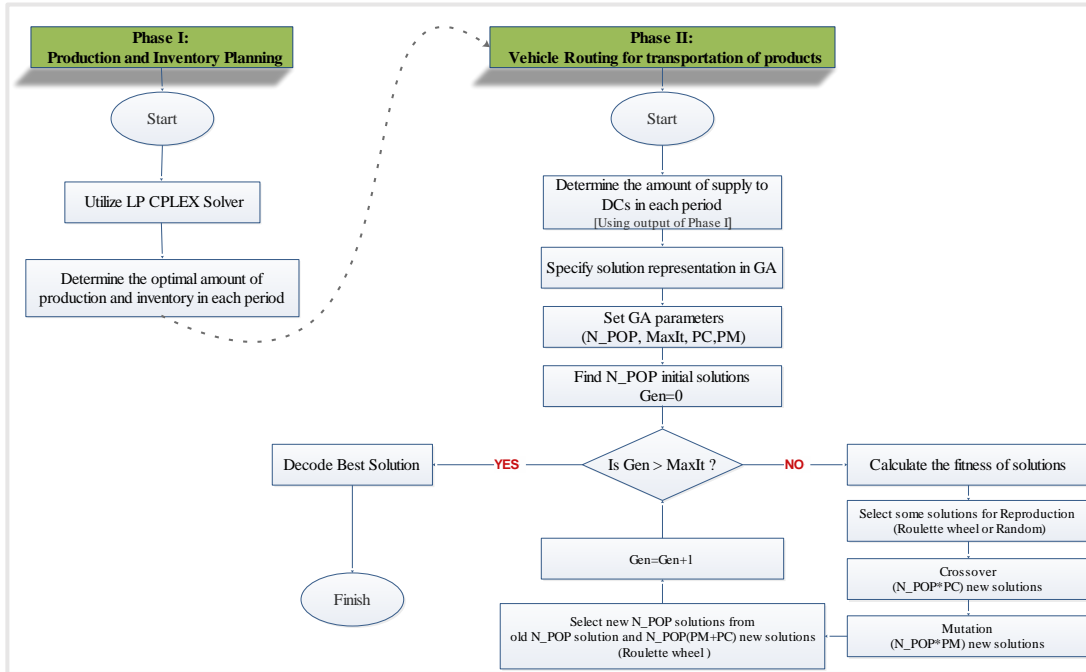 Phase I:
Production and Inventory Planning
Start
Utilize LP CPLEX Solver
Determine the optimal amount of
production and inventory in each period
Phase II:
Vehicle Routing for transportation of products
Start
Determine the amount of supply to
DCs in each period
[Using output of Phase I]
Specify solution representation in GA
Set GA parameters
(N_POP, MaxIt, PC,PM)
Find N_POP initial solutions
Gen=0
Is Gen > MaxIt ?
YES
Decode Best Solution
Finish
NO
Calculate the fitness of solutions
Select some solutions for Reproduction
(Roulette wheel or Random)
Crossover
(N_POP*PC) new solutions
Mutation
(N_POP*PM) new solutions
Select new N_POP solutions from
old N_POP solution and N_POP(PM+PC) new solutions
(Roulette wheel )
Gen=Gen+1